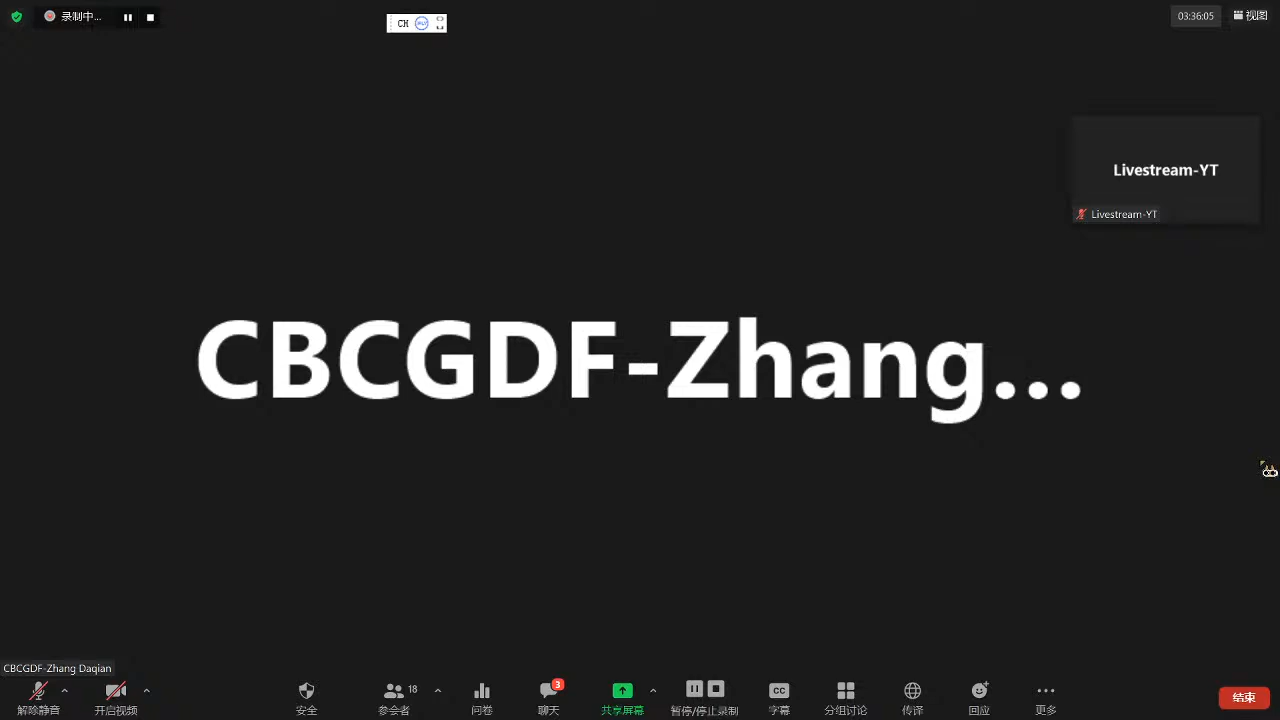 录制中...
CH
03:36:05
视图
Livestream-YT
Livestream-YT
CBCGDF-Zhang...
CBCGDF-Zhang Daqian
解除静音
开启视频
安全
18
参会者
问卷
3
聊天
共享屏幕
暂停/停止录制
CC
字幕
分组讨论
传译
回应
更多
结束